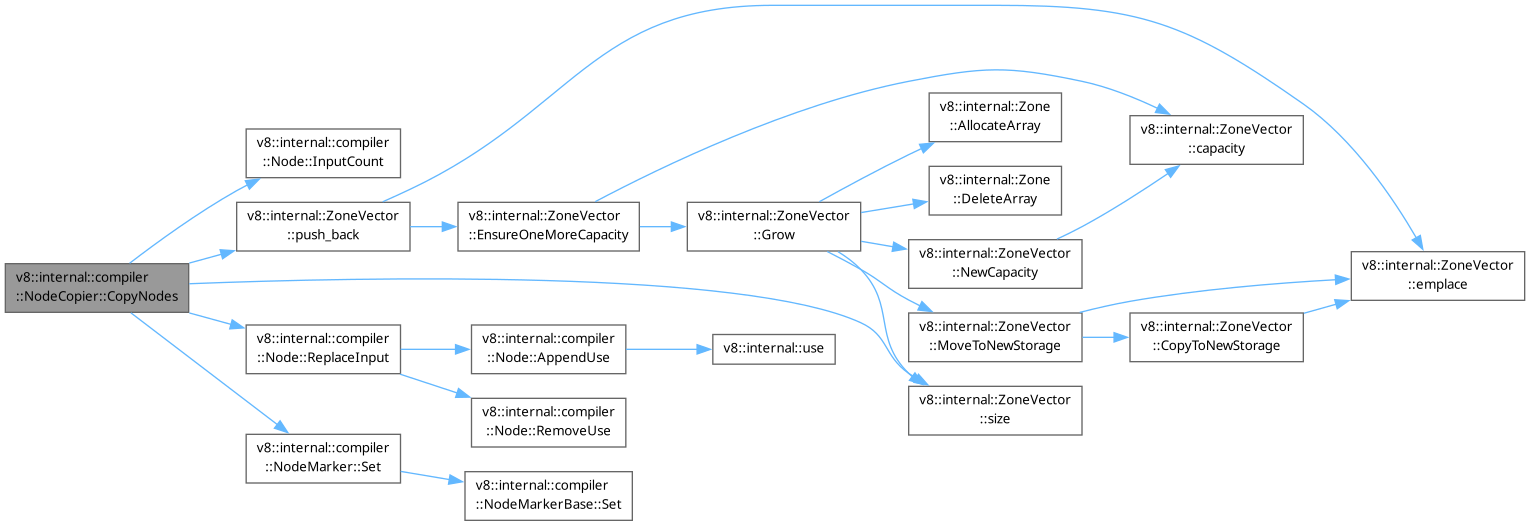 v8::internal::compiler
::NodeCopier::CopyNodes
v8::internal::compiler
::Node::InputCount
v8::internal::ZoneVector
::push_back
v8::internal::compiler
::Node::ReplaceInput
v8::internal::compiler
::NodeMarker::Set
v8::internal::ZoneVector
::EnsureOneMoreCapacity
v8::internal::compiler
::Node::AppendUse
v8::internal::compiler
::Node::RemoveUse
v8::internal::compiler
::NodeMarkerBase::Set
v8::internal::ZoneVector
::Grow
v8::internal::use
v8::internal::Zone
::AllocateArray
v8::internal::Zone
::DeleteArray
v8::internal::ZoneVector
::NewCapacity
v8::internal::ZoneVector
::MoveToNewStorage
v8::internal::ZoneVector
::size
v8::internal::ZoneVector
::capacity
v8::internal::ZoneVector
::CopyToNewStorage
v8::internal::ZoneVector
::emplace